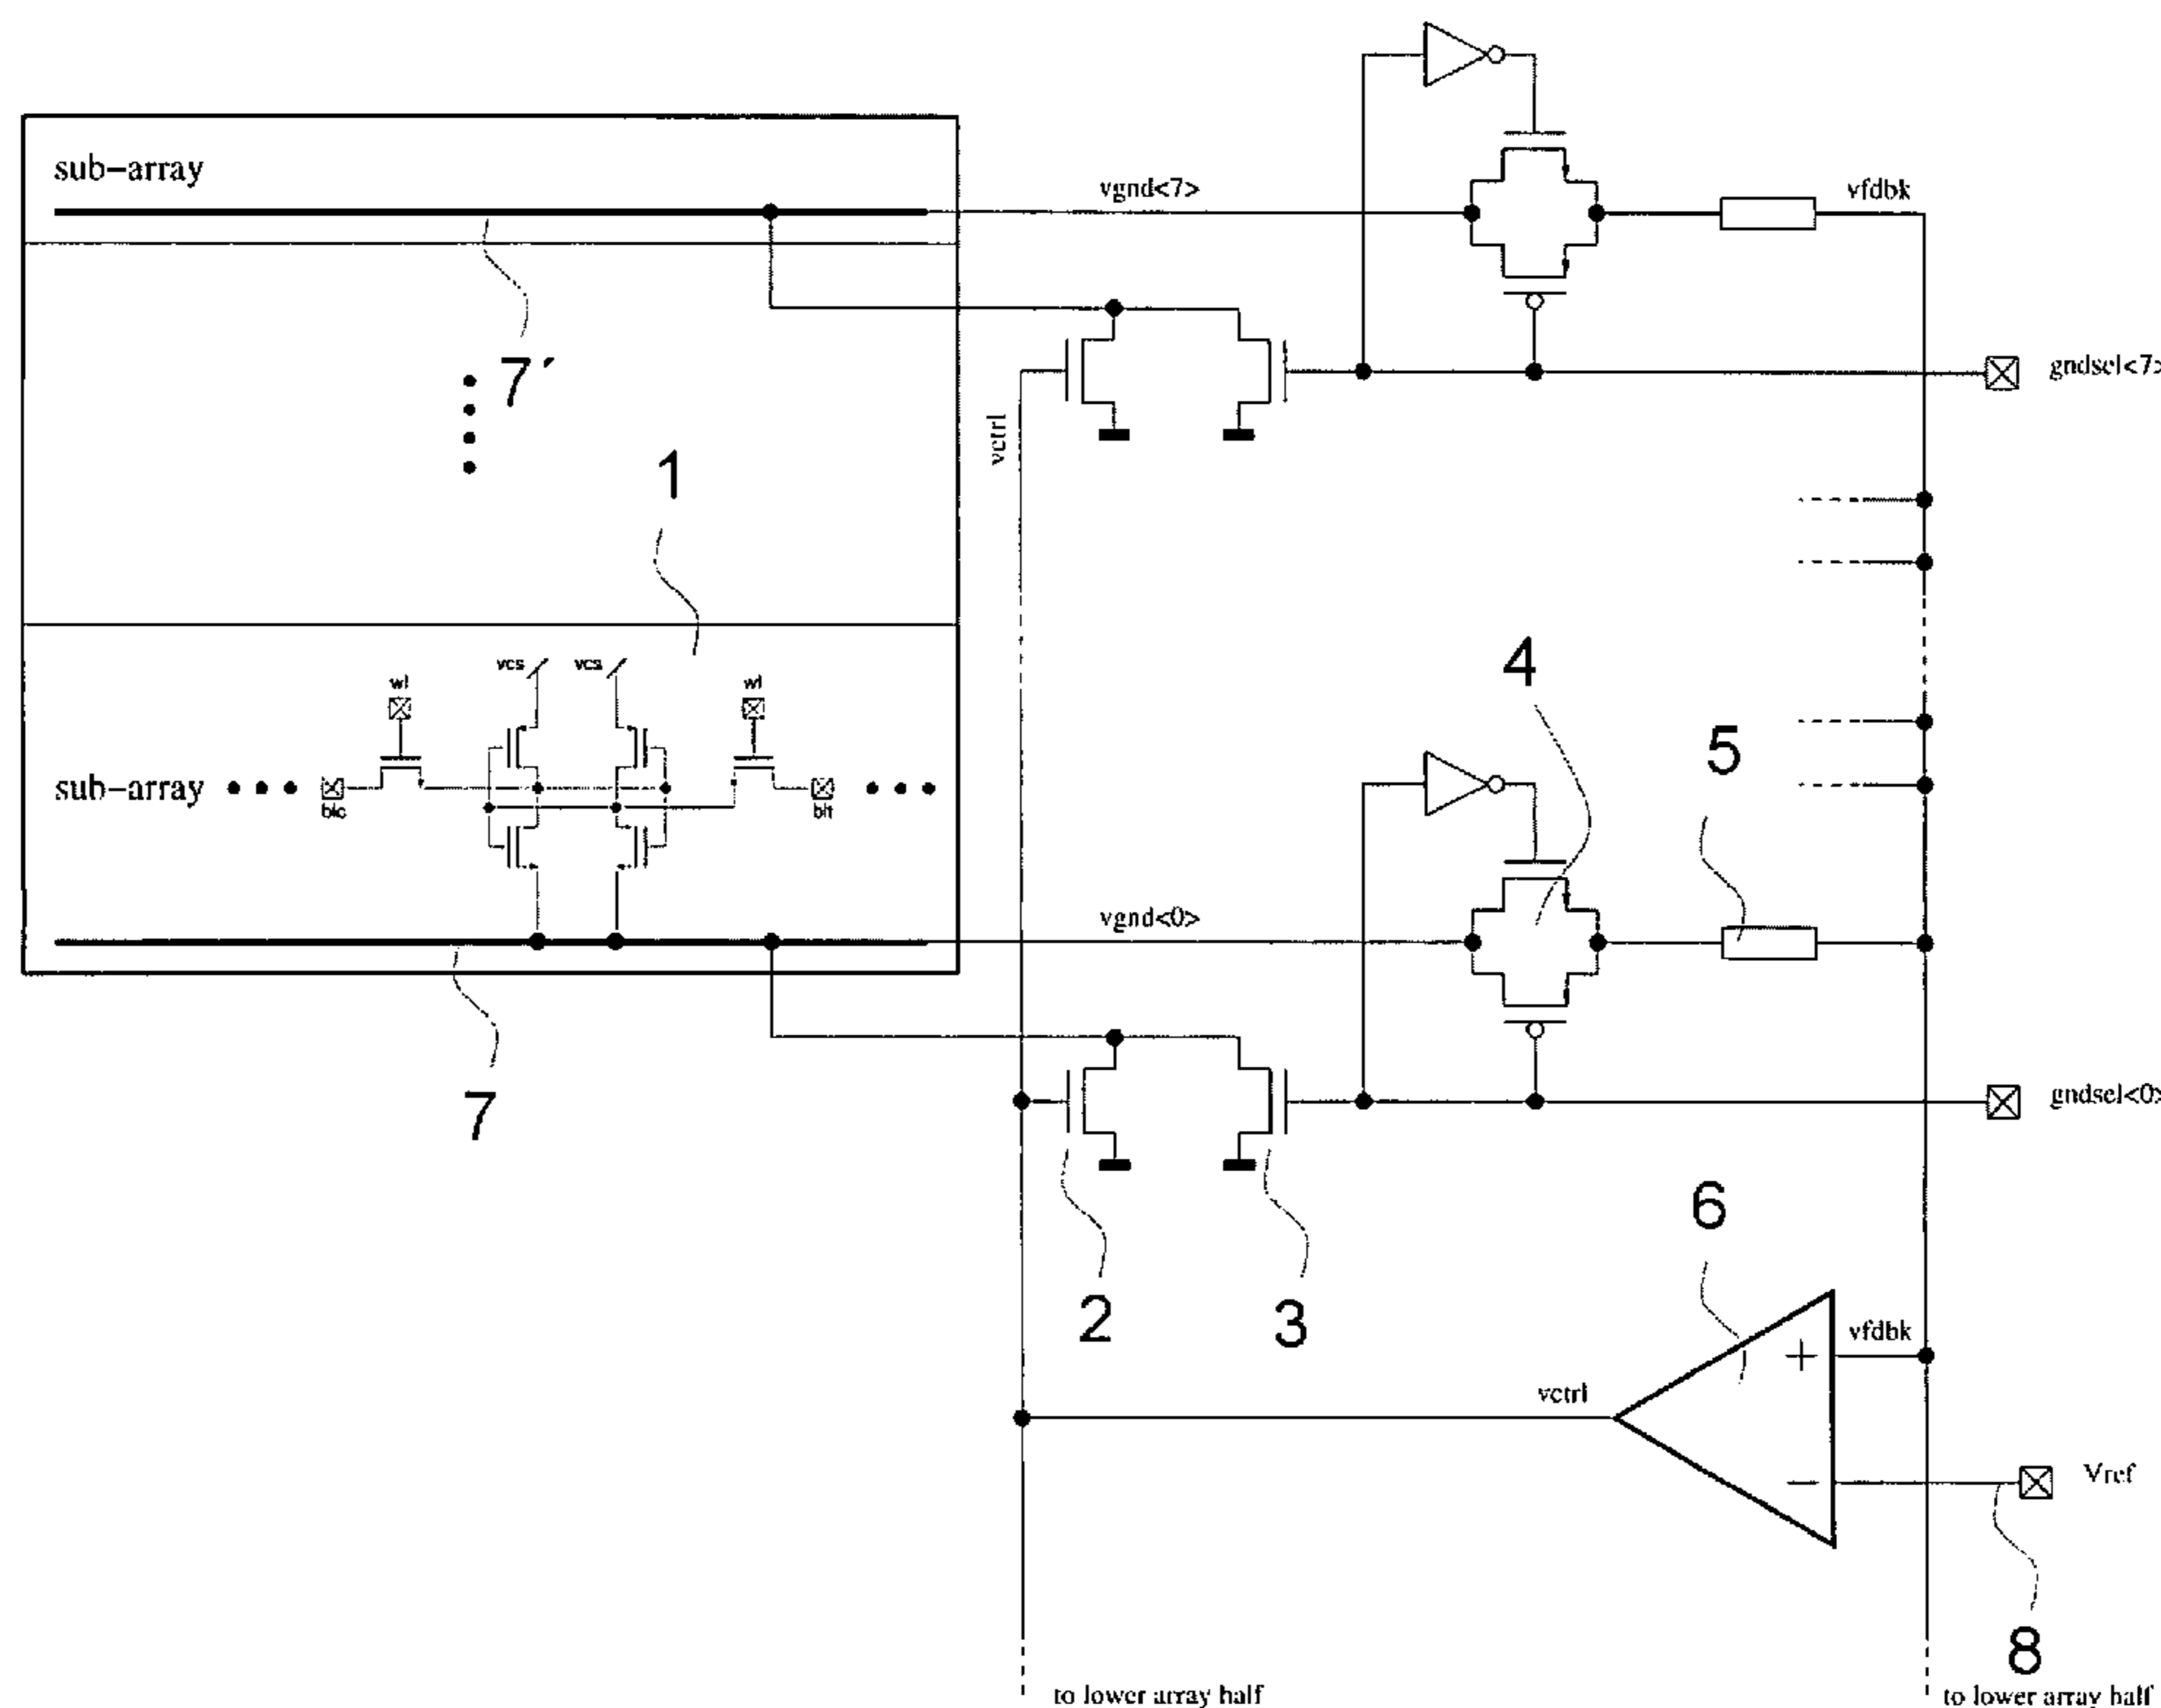 sub-array
vgnd<7>
vfdbk
7´
gndsel<7>
vctrl
1
4
5
vcs
vcs
wl
wl
sub-array
blc
blt
vgnd<0>
7
gndsel<0>
6
2
3
+
vfdbk
vctrl
−
Vref
8
to lower array half
to lower array half